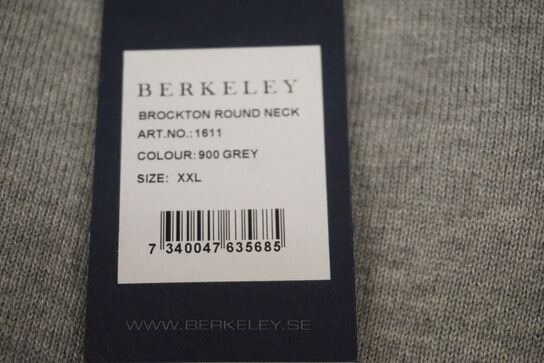 BERKELEY
BROCKTON ROUND NECK
ART.NO.:1611
COLOUR: 900 GREY
SIZE: XXL
7 340047 635685
WWW.BERKELEY.SE